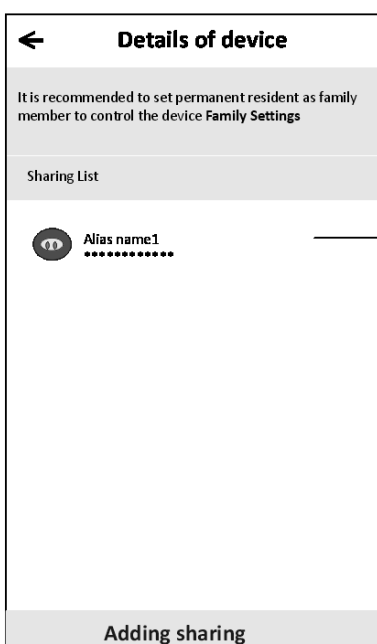 Details of device
It is recommended to set permanent resident as family
member to control the device Family Settings
Sharing List
Alias name1
************
Adding sharing